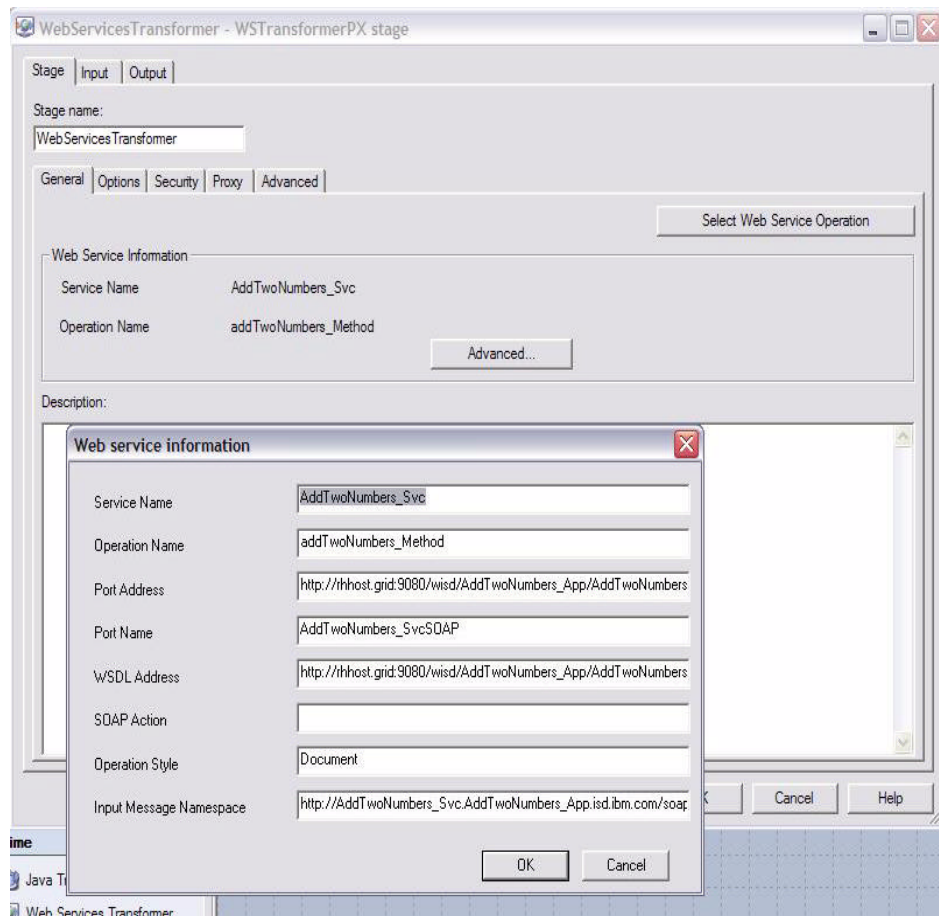 WebServicesTransformer - WSTransformerPX stage
Stage Input Output
Stage name:
WebServicesTransformer
General Options Security Proxy Advanced
Select Web Service Operation
Web Service Information
Service Name AddTwoNumbers_Svc
Operation Name addTwoNumbers_Method
Advanced...
Description:
Web service information
Service Name AddTwoNumbers_Svc
Operation Name addTwoNumbers_Method
Port Address http://rhhost.grid:9080/wisd/AddTwoNumbers_App/AddTwoNumbers
Port Name AddTwoNumbers_SvcSOAP
WSDL Address http://rhhost.grid:9080/wisd/AddTwoNumbers_App/AddTwoNumbers
SOAP Action
Operation Style Document
Input Message Namespace http://AddTwoNumbers_Svc.AddTwoNumbers_App.isd.ibm.com/soap
OK Cancel
Cancel Help
ime
Java T
Web Services Transformer